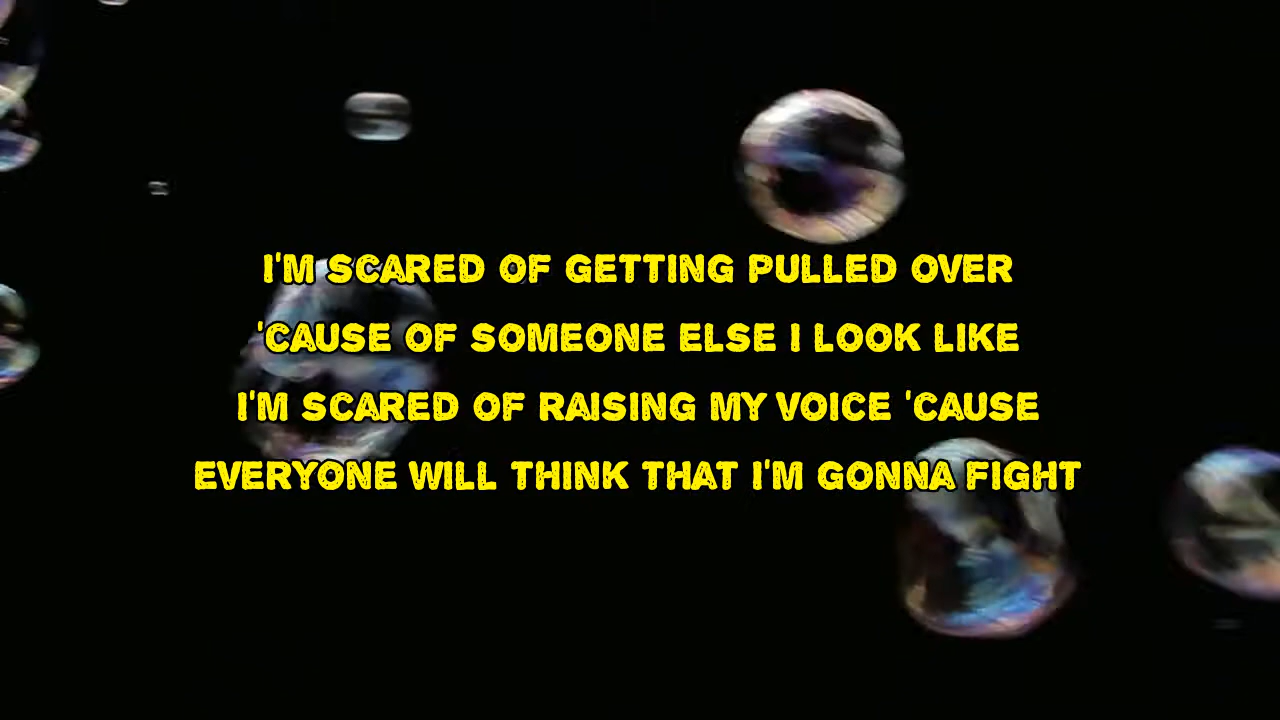 I'M SCARED OF GETTING PULLED OVER
'CAUSE OF SOMEONE ELSE I LOOK LIKE
I'M SCARED OF RAISING MY VOICE 'CAUSE
EVERYONE WILL THINK THAT I'M GONNA FIGHT